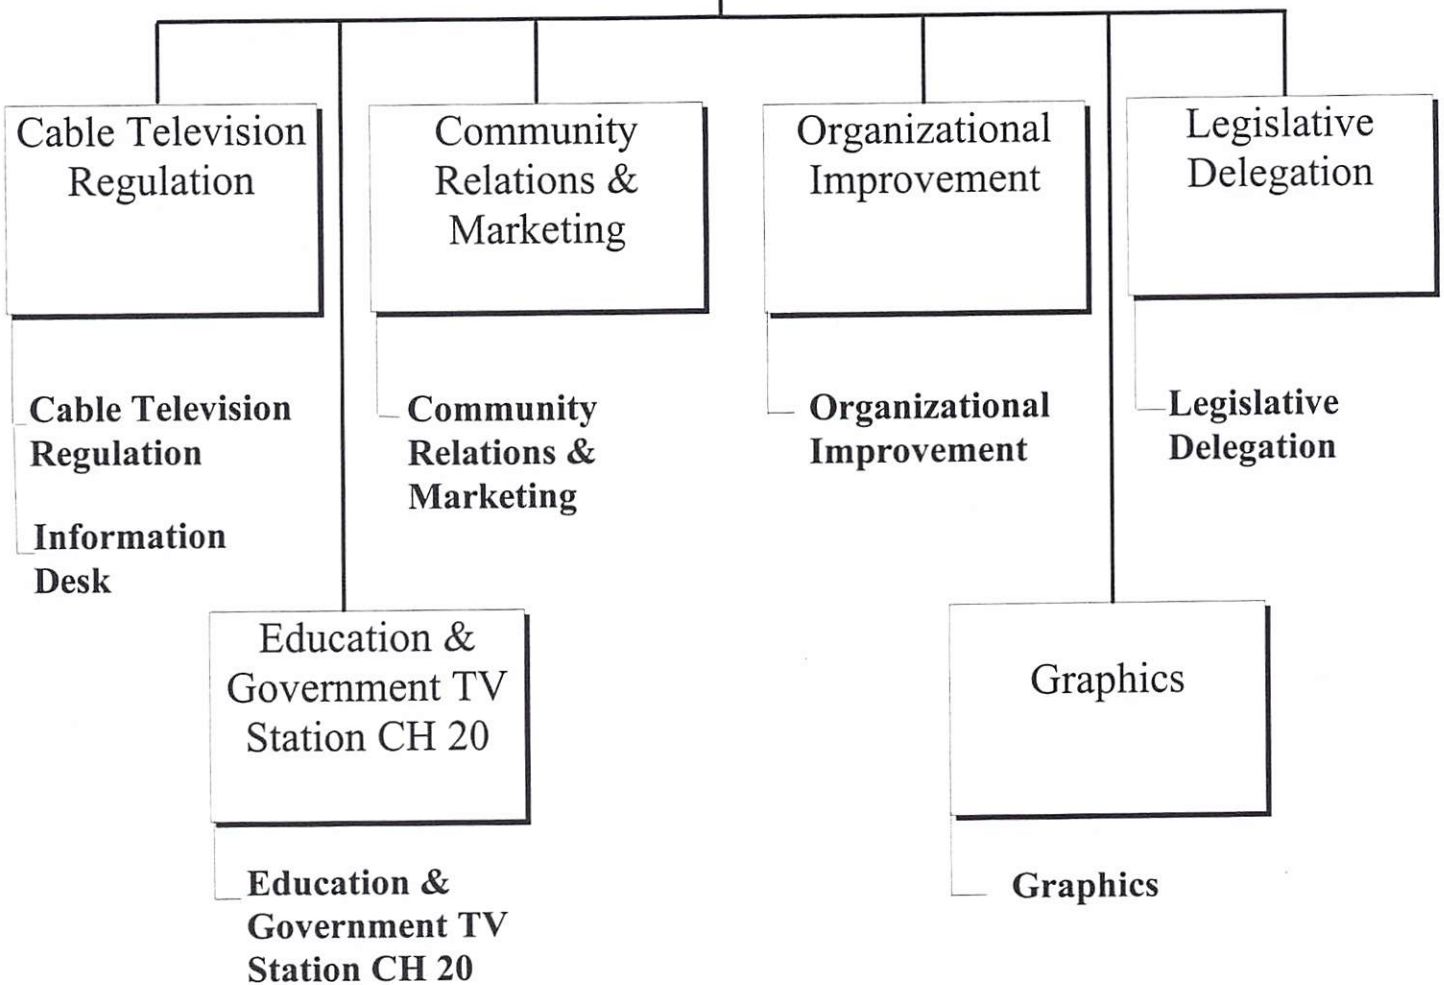 Cable Television
Regulation
Community
Relations &
Marketing
Organizational
Improvement
Legislative
Delegation
Cable Television
Regulation
Information
Desk
Community
Relations &
Marketing
Organizational
Improvement
Legislative
Delegation
Education &
Government TV
Station CH 20
Graphics
Education &
Government TV
Station CH 20
Graphics